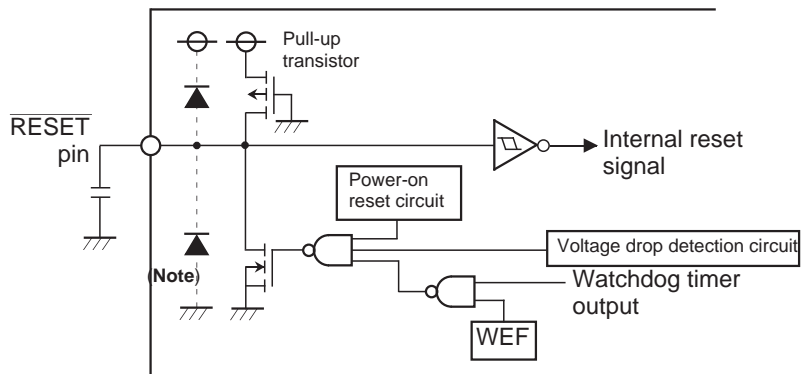 Pull-up
transistor
RESET
pin
Internal reset
signal
Power-on
reset circuit
Voltage drop detection circuit
(Note)
Watchdog timer
output
WEF